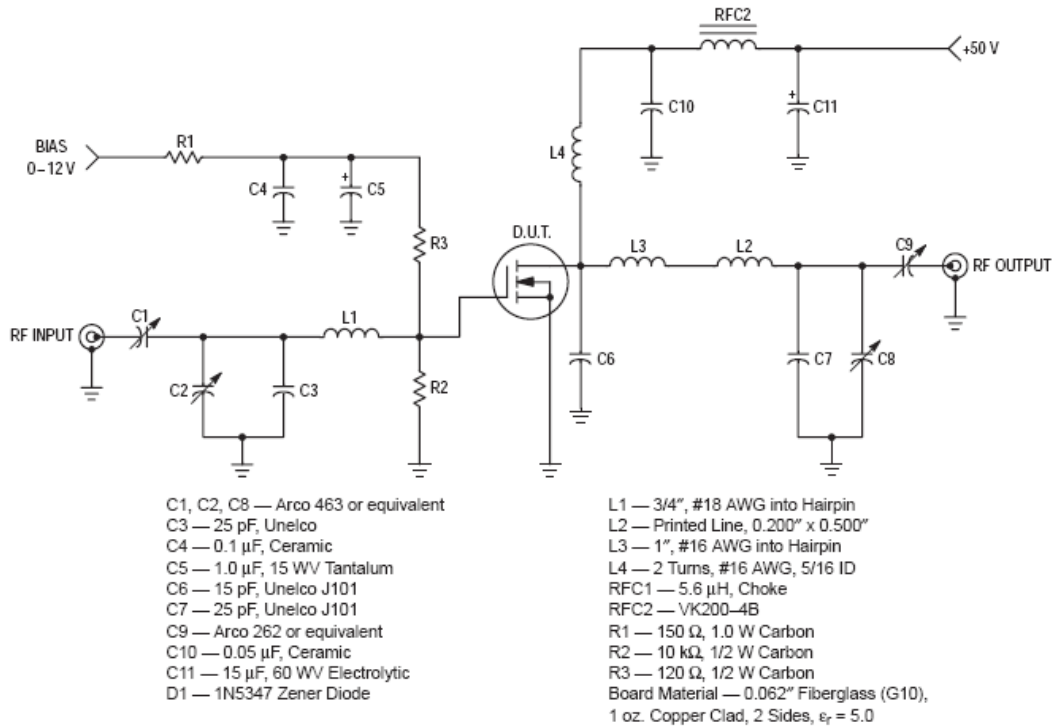 RFC2
+50 V
C10
C11
+
L4
BIAS
0–12 V
R1
C4
+
C5
R3
D.U.T.
L3
L2
C9
RF OUTPUT
RF INPUT
C1
L1
C2
C3
R2
C6
C7
C8
C1, C2, C8 — Arco 463 or equivalent
C3 — 25 pF, Unelco
C4 — 0.1 μF, Ceramic
C5 — 1.0 μF, 15 WV Tantalum
C6 — 15 pF, Unelco J101
C7 — 25 pF, Unelco J101
C9 — Arco 262 or equivalent
C10 — 0.05 μF, Ceramic
C11 — 15 μF, 60 WV Electrolytic
D1 — 1N5347 Zener Diode
L1 — 3/4″, #18 AWG into Hairpin
L2 — Printed Line, 0.200″ x 0.500″
L3 — 1″, #16 AWG into Hairpin
L4 — 2 Turns, #16 AWG, 5/16 ID
RFC1 — 5.6 μH, Choke
RFC2 — VK200–4B
R1 — 150 Ω, 1.0 W Carbon
R2 — 10 kΩ, 1/2 W Carbon
R3 — 120 Ω, 1/2 W Carbon
Board Material — 0.062″ Fiberglass (G10),
1 oz. Copper Clad, 2 Sides, εr = 5.0